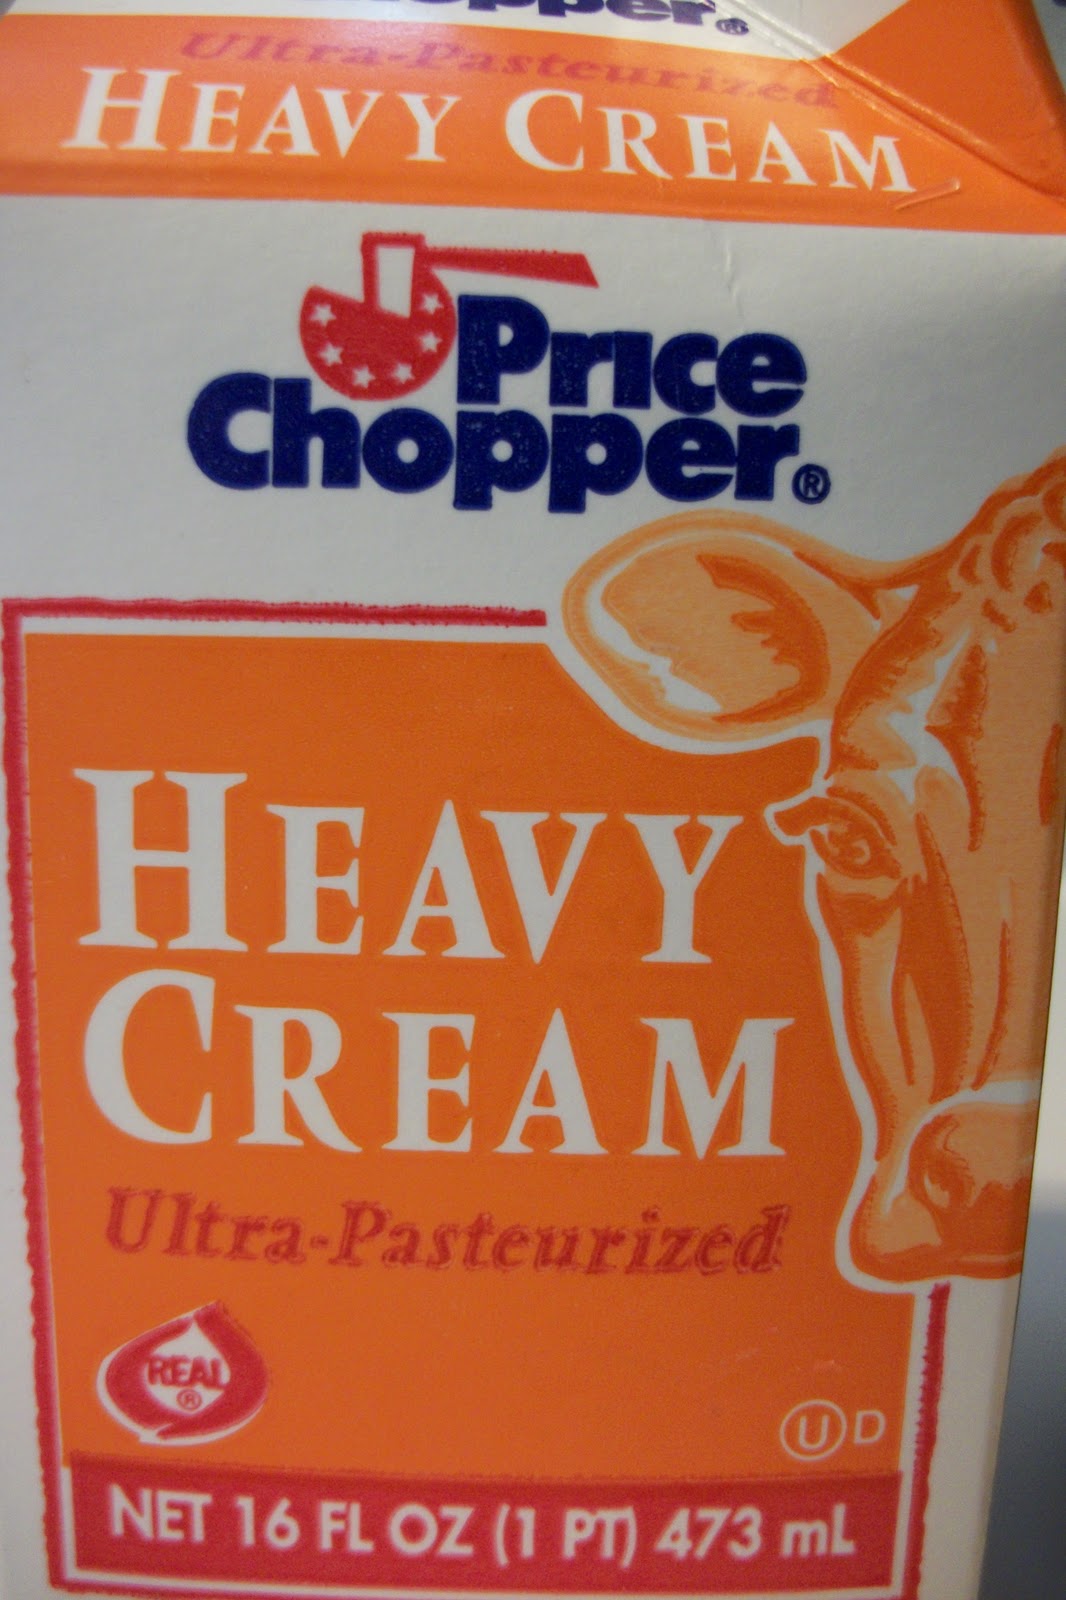 Chopper®
Ultra-Pasteurized
HEAVY CREAM
Price
Chopper®
HEAVY
CREAM
Ultra-Pasteurized
REAL
®
U D
NET 16 FL OZ (1 PT) 473 mL